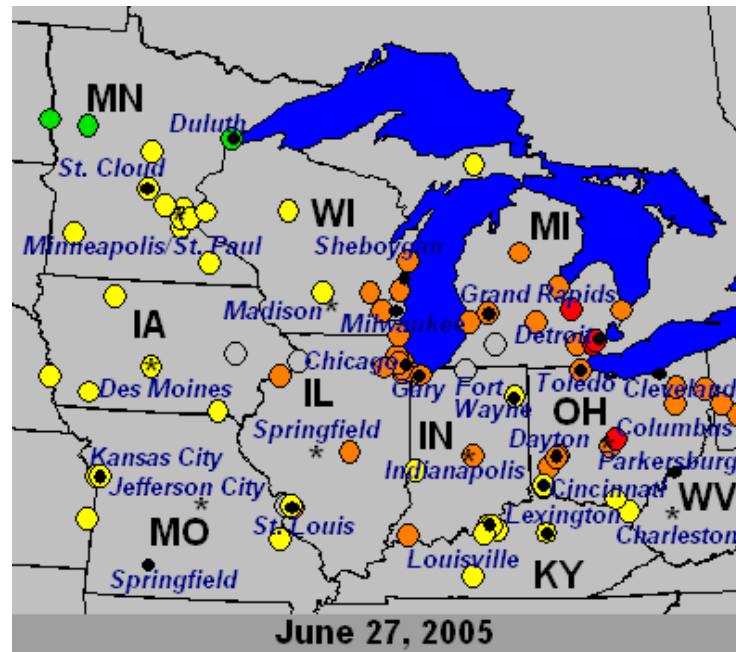 MN
Duluth
St. Cloud
WI
MI
Minneapolis/St. Paul
Sheboygan
Grand Rapids
Madison
Milwaukee
IA
Detroit
Chicago
Des Moines
Gary
Fort Wayne
Toledo
Cleveland
IL
OH
Springfield
IN
Dayton
Columbus
Kansas City
Indianapolis
Parkersburg
Jefferson City
Cincinnati
WV
St. Louis
Lexington
MO
Charleston
Louisville
KY
Springfield
June 27, 2005